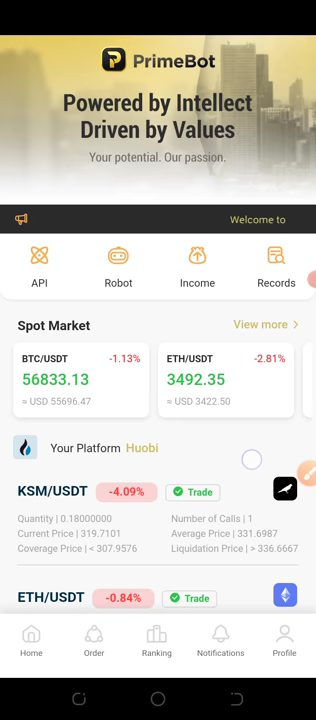 PrimeBot
Powered by Intellect
Driven by Values
Your potential. Our passion.
Welcome to
API Robot Income Records
Spot Market View more >
BTC/USDT -1.13% ETH/USDT -2.81%
56833.13 3492.35
≈ USD 55696.47 ≈ USD 3422.50
Your Platform Huobi
KSM/USDT -4.09% Trade
Quantity | 0.18000000 Number of Calls | 1
Current Price | 319.7101 Average Price | 331.6987
Coverage Price | < 307.9576 Liquidation Price | > 336.6667
ETH/USDT -0.84% Trade
Home Order Ranking Notifications Profile